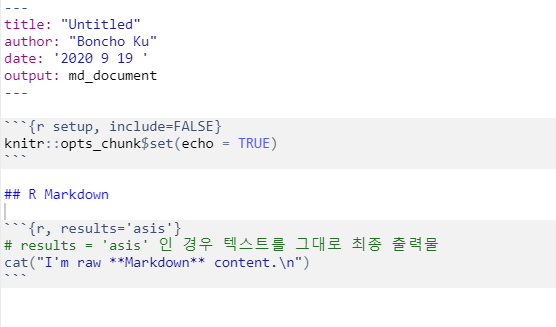 ---
title: "Untitled"
author: "Boncho Ku"
date: '2020 9 19 '
output: md_document
---
```{r setup, include=FALSE}
knitr::opts_chunk$set(echo = TRUE)
```
## R Markdown
```{r, results='asis'}
# results = 'asis' 인 경우 텍스트를 그대로 최종 출력물
cat("I'm raw **Markdown** content.\n")
```